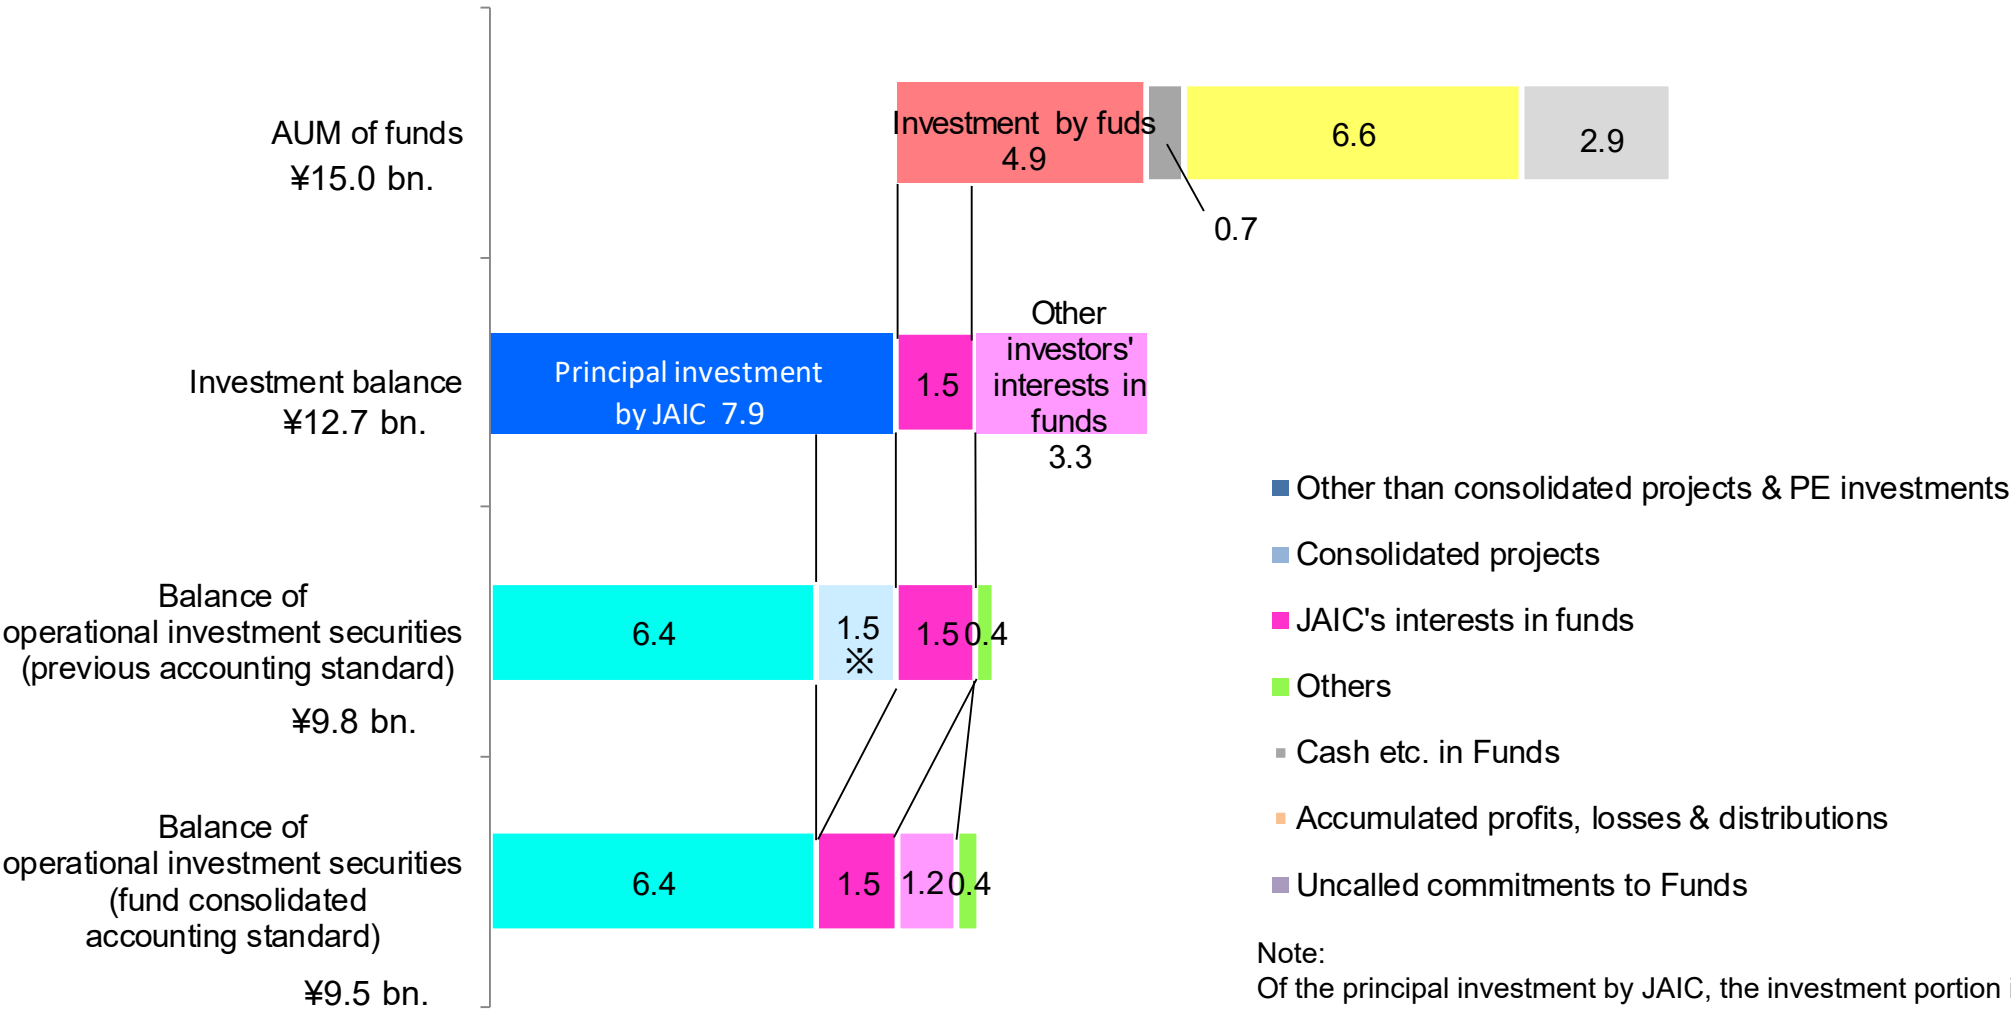 AUM of funds
¥15.0 bn.
Investment by fuds
4.9
6.6
2.9
0.7
Investment balance
¥12.7 bn.
Principal investment
by JAIC 7.9
1.5
Other
investors'
interests in
funds
3.3
Balance of
operational investment securities
(previous accounting standard)
¥9.8 bn.
6.4
1.5
※
1.5
0.4
Balance of
operational investment securities
(fund consolidated
accounting standard)
¥9.5 bn.
6.4
1.5
1.2
0.4
Other than consolidated projects & PE investments
Consolidated projects
JAIC's interests in funds
Others
Cash etc. in Funds
Accumulated profits, losses & distributions
Uncalled commitments to Funds
Note:
Of the principal investment by JAIC, the investment portion